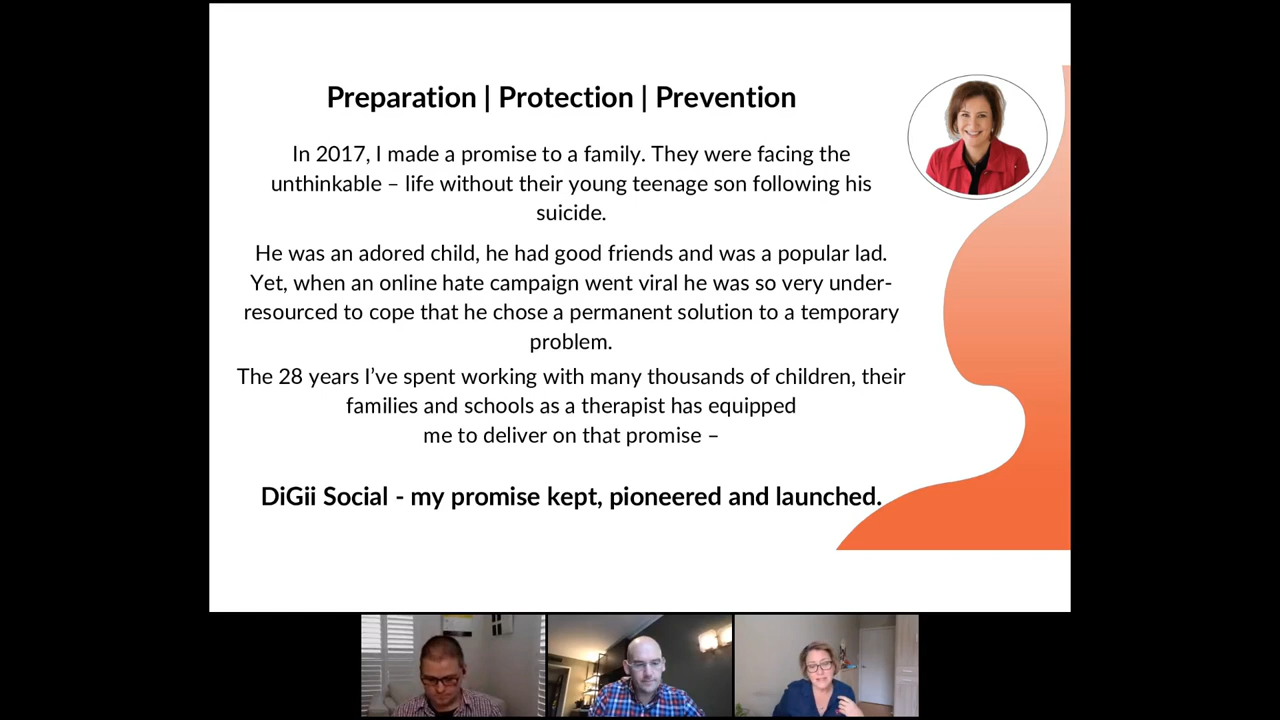 Preparation | Protection | Prevention
In 2017, I made a promise to a family. They were facing the
unthinkable – life without their young teenage son following his
suicide.
He was an adored child, he had good friends and was a popular lad.
Yet, when an online hate campaign went viral he was so very under-
resourced to cope that he chose a permanent solution to a temporary
problem.
The 28 years I’ve spent working with many thousands of children, their
families and schools as a therapist has equipped
me to deliver on that promise –
DiGii Social - my promise kept, pioneered and launched.